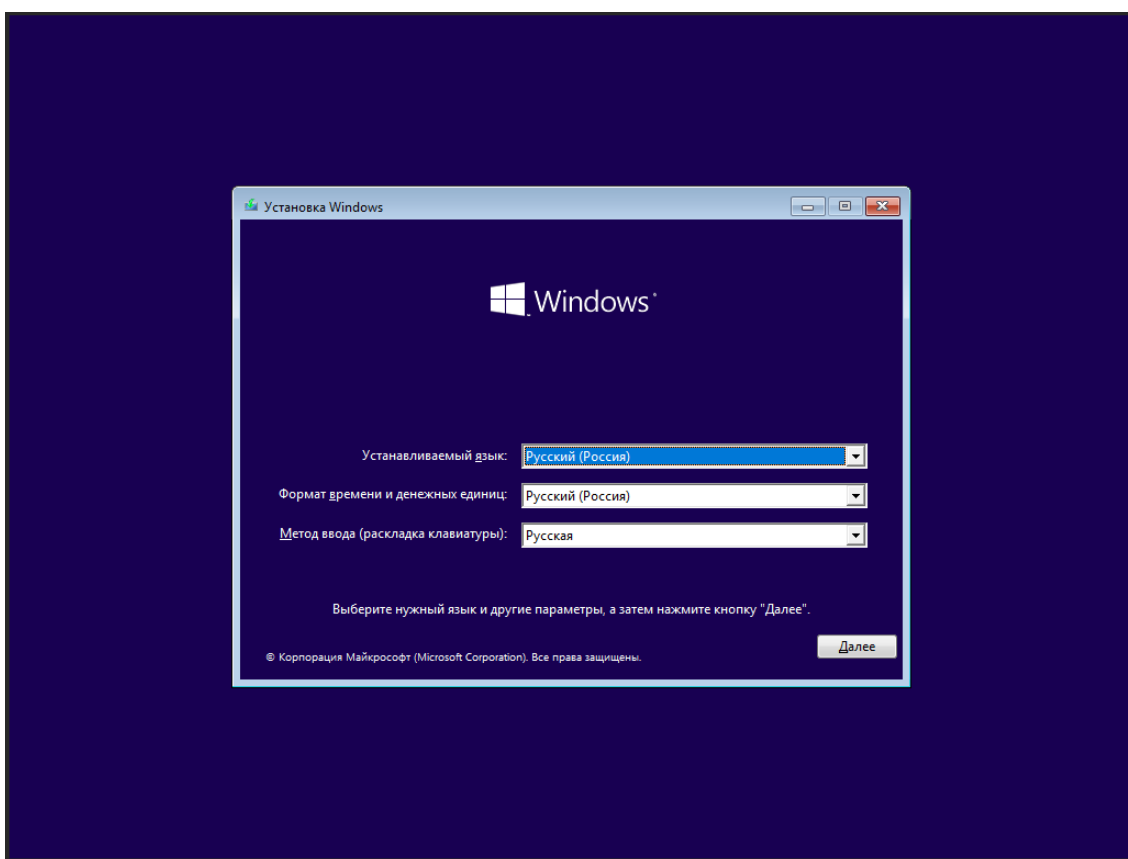 Установка Windows
Windows
Устанавливаемый язык: Русский (Россия)
Формат времени и денежных единиц: Русский (Россия)
Метод ввода (раскладка клавиатуры): Русская
Выберите нужный язык и другие параметры, а затем нажмите кнопку "Далее".
Далее
© Корпорация Майкрософт (Microsoft Corporation). Все права защищены.